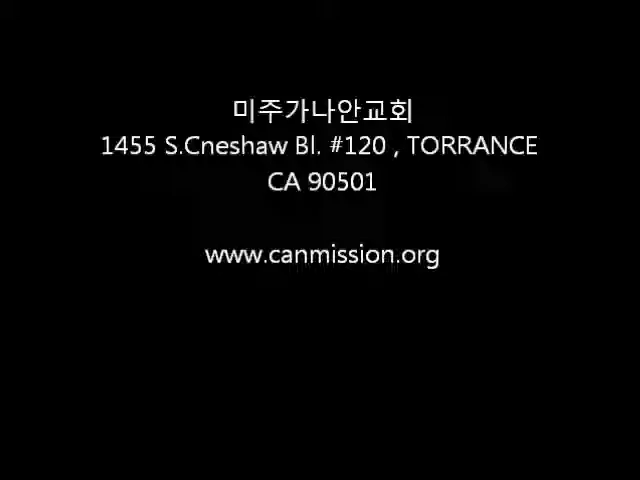 미주가나안교회
1455 S.Cneshaw Bl. #120 , TORRANCE
CA 90501
www.canmission.org